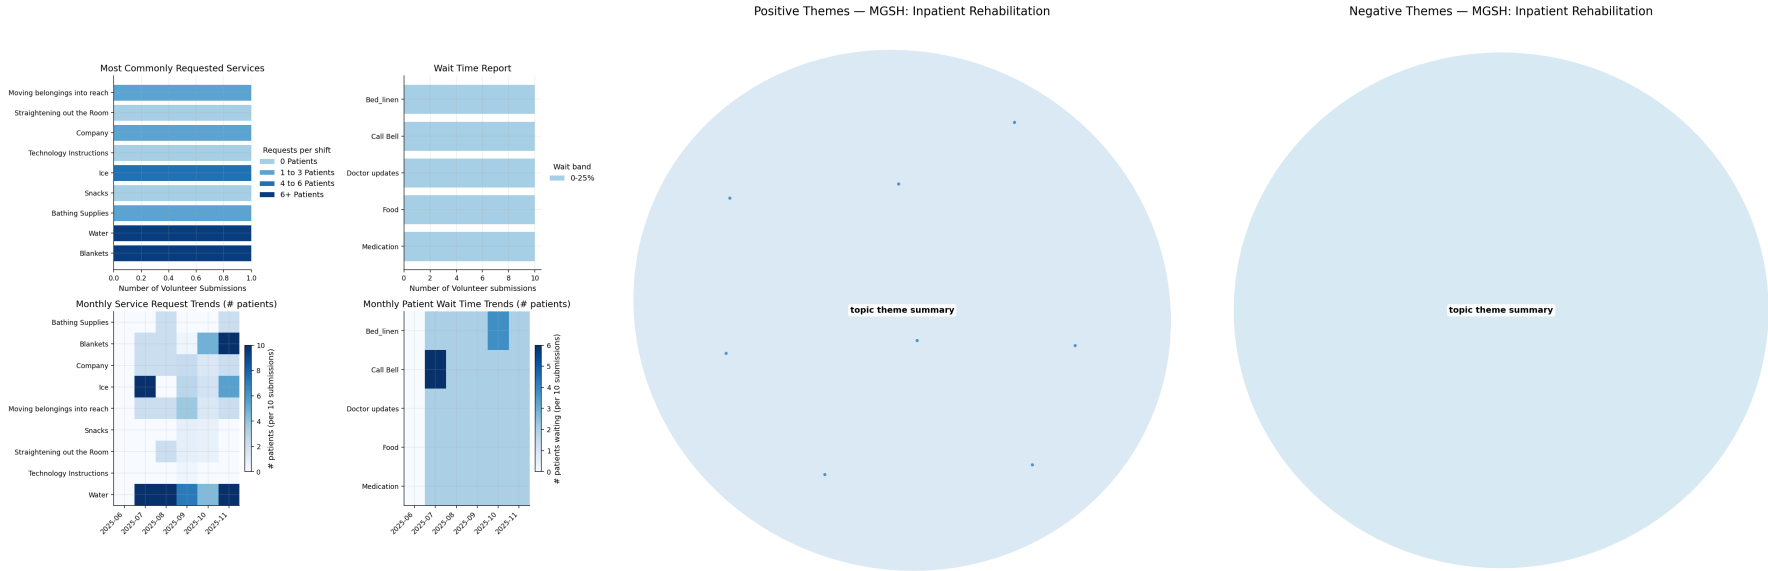 Positive Themes — MGSH: Inpatient Rehabilitation
Negative Themes — MGSH: Inpatient Rehabilitation
Most Commonly Requested Services
Moving belongings into reach
Straightening out the Room
Company
Technology Instructions
Ice
Snacks
Bathing Supplies
Water
Blankets
0.0 0.2 0.4 0.6 0.8 1.0
Number of Volunteer Submissions
Requests per shift
0 Patients
1 to 3 Patients
4 to 6 Patients
6+ Patients
Wait Time Report
Bed_linen
Call Bell
Doctor updates
Food
Medication
0 2 4 6 8 10
Number of Volunteer submissions
Wait band
0-25%
Monthly Service Request Trends (# patients)
Bathing Supplies
Blankets
Company
Ice
Moving belongings into reach
Snacks
Straightening out the Room
Technology Instructions
Water
2025-06 2025-07 2025-08 2025-09 2025-10 2025-11
10
8
6
4
2
0
# patients (per 10 submissions)
Monthly Patient Wait Time Trends (# patients)
Bed_linen
Call Bell
Doctor updates
Food
Medication
2025-06 2025-07 2025-08 2025-09 2025-10 2025-11
6
5
4
3
2
1
0
# patients waiting (per 10 submissions)
topic theme summary
topic theme summary